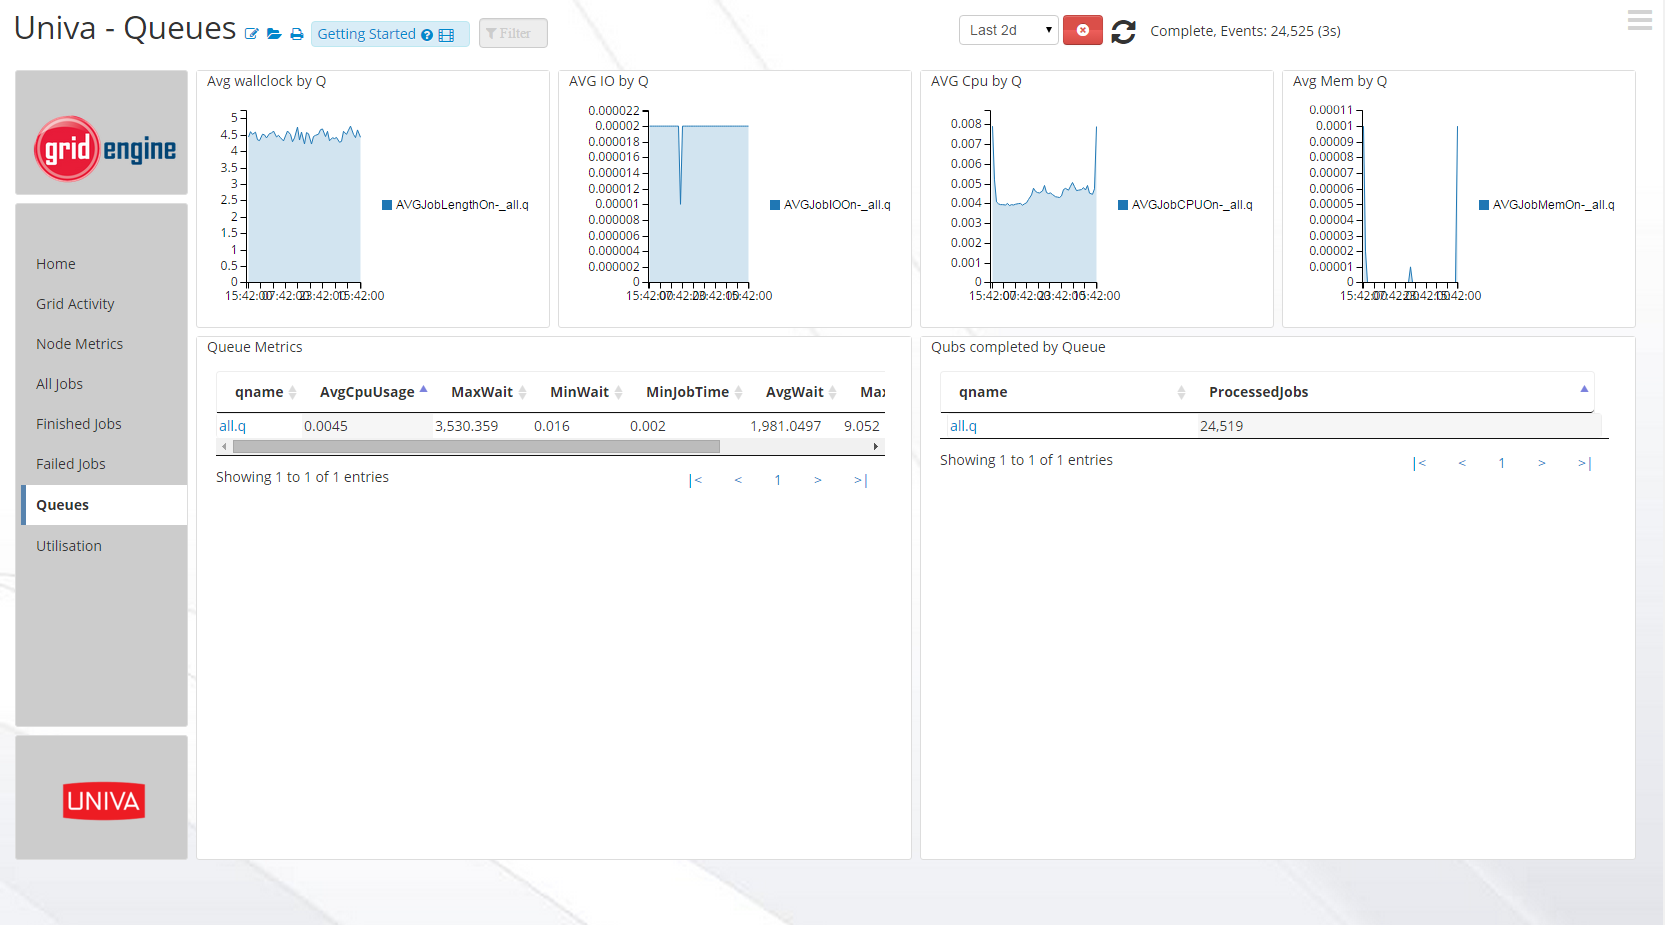 Univa - Queues Getting Started Filter Last 2d Complete, Events: 24,525 (3s)
grid engine
Home
Grid Activity
Node Metrics
All Jobs
Finished Jobs
Failed Jobs
Queues
Utilisation
UNIVA
Avg wallclock by Q
5
4.5
4
3.5
3
2.5
2
1.5
1
0.5
0
15:42:00 07:42:00 23:42:00 15:42:00
AVGJobLengthOn-_all.q
AVG IO by Q
0.000022
0.00002
0.000018
0.000016
0.000014
0.000012
0.00001
0.000008
0.000006
0.000004
0.000002
0
15:42:00 07:42:00 23:42:00 15:42:00
AVGJobIOOn-_all.q
AVG Cpu by Q
0.008
0.007
0.006
0.005
0.004
0.003
0.002
0.001
0
15:42:00 07:42:00 23:42:00 15:42:00
AVGJobCPUOn-_all.q
Avg Mem by Q
0.00011
0.0001
0.00009
0.00008
0.00007
0.00006
0.00005
0.00004
0.00003
0.00002
0.00001
0
15:42:00 07:42:00 23:42:00 15:42:00
AVGJobMemOn-_all.q
Queue Metrics
qname AvgCpuUsage MaxWait MinWait MinJobTime AvgWait Max
all.q 0.0045 3,530.359 0.016 0.002 1,981.0497 9.052
Showing 1 to 1 of 1 entries |< < 1 > >|
Qubs completed by Queue
qname ProcessedJobs
all.q 24,519
Showing 1 to 1 of 1 entries |< < 1 > >|